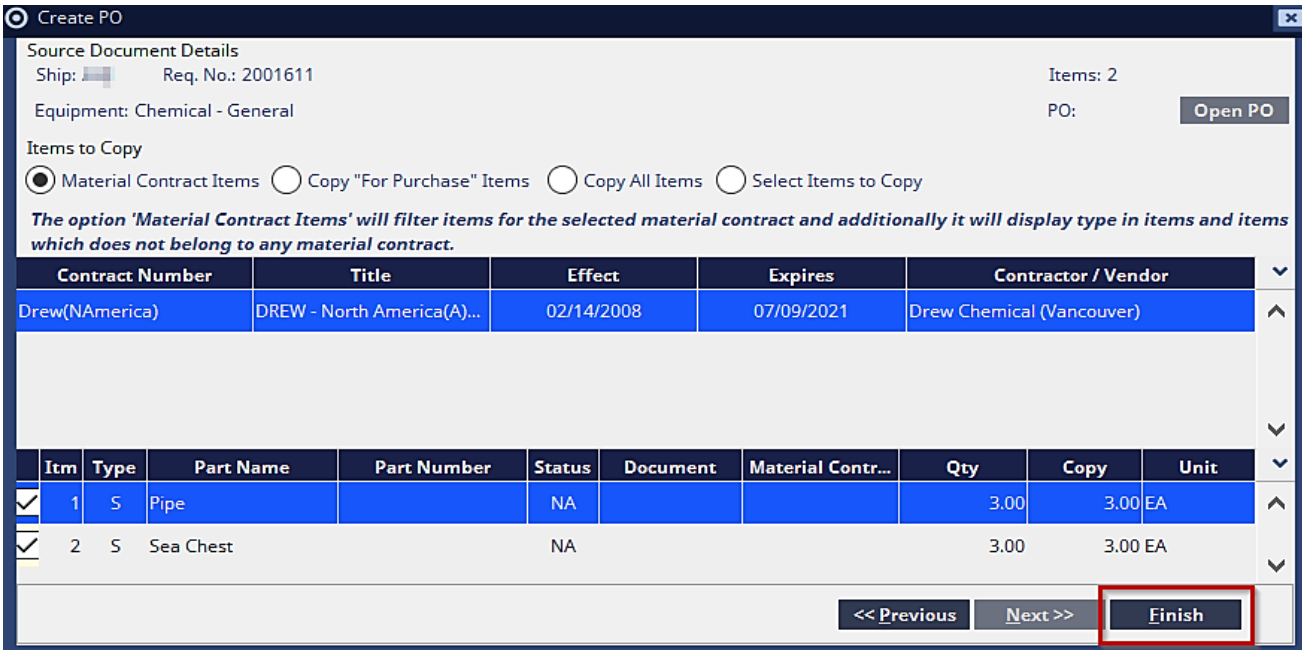 Create PO
Source Document Details
Ship: Req. No.: 2001611 Items: 2
Equipment: Chemical - General PO: Open PO
Items to Copy
Material Contract Items Copy "For Purchase" Items Copy All Items Select Items to Copy
The option 'Material Contract Items' will filter items for the selected material contract and additionally it will display type in items and items
which does not belong to any material contract.
Contract Number Title Effect Expires Contractor / Vendor
Drew(NAmerica) DREW - North America(A)... 02/14/2008 07/09/2021 Drew Chemical (Vancouver)
Itm Type Part Name Part Number Status Document Material Contr... Qty Copy Unit
1 S Pipe NA 3.00 3.00 EA
2 S Sea Chest NA 3.00 3.00 EA
<< Previous Next >> Finish